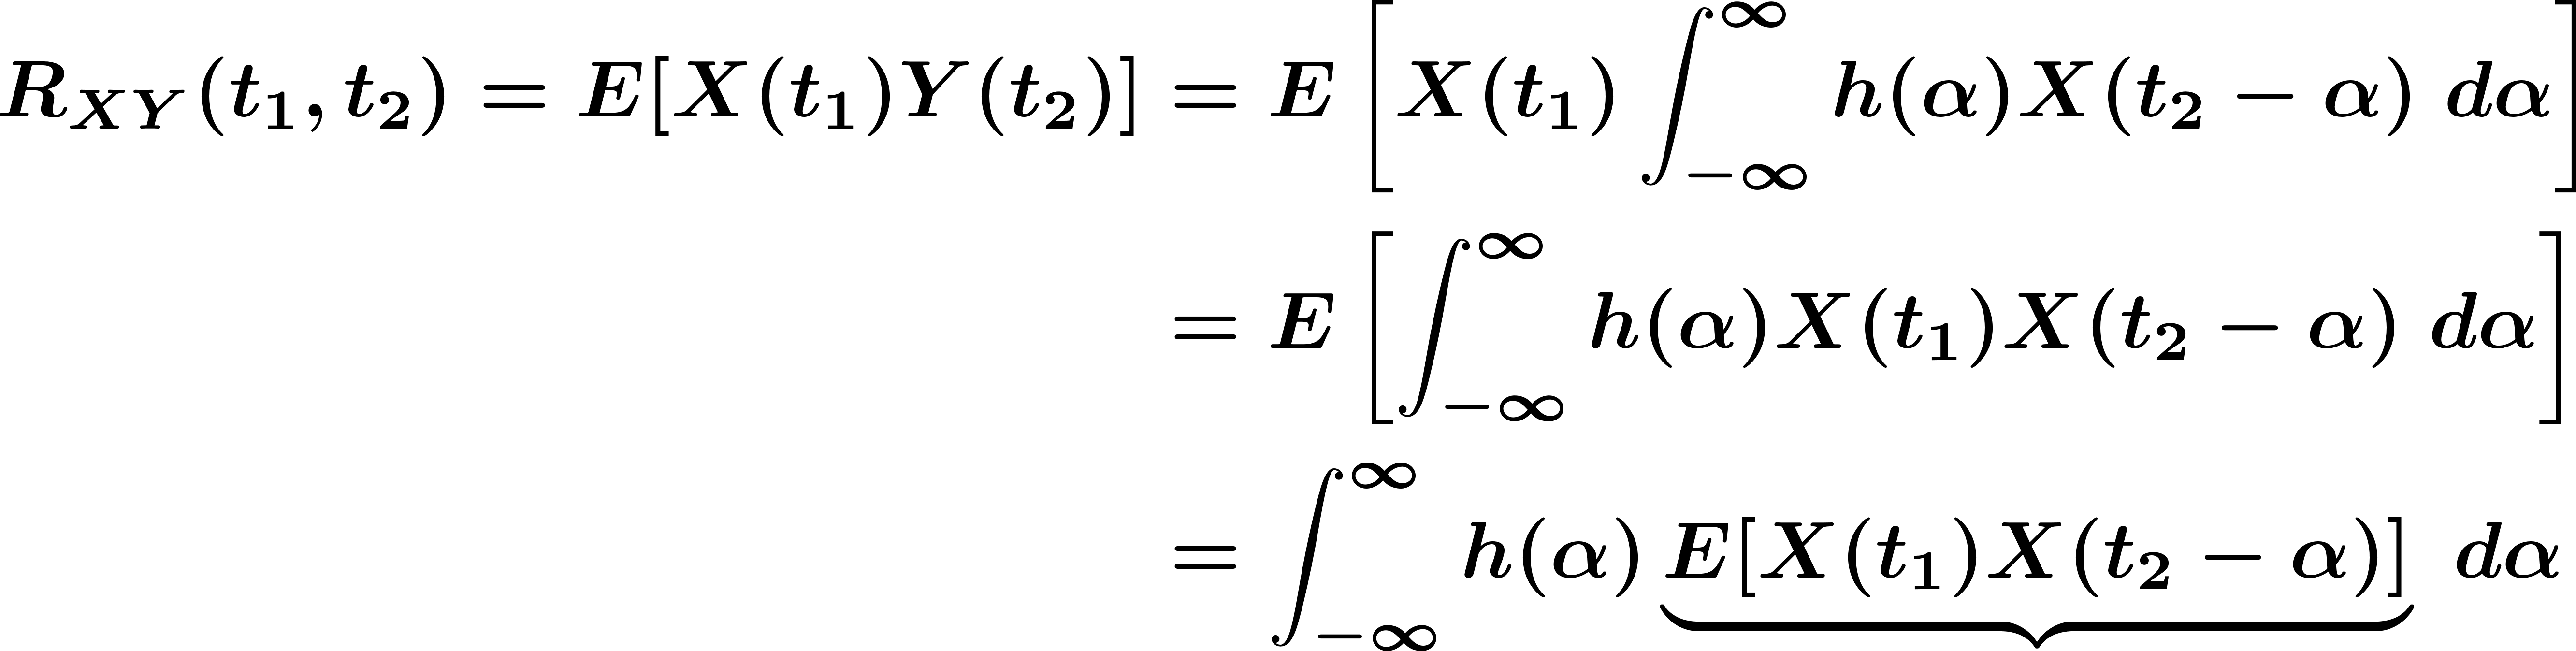 R_{XY}(t_1, t_2) = E[X(t_1)Y(t_2)] = E\left[X(t_1)\int_{-\infty}^{\infty} h(\alpha)X(t_2 - \alpha)\ d\alpha\right]
= E\left[\int_{-\infty}^{\infty} h(\alpha)X(t_1)X(t_2 - \alpha)\ d\alpha\right]
= \int_{-\infty}^{\infty} h(\alpha)\underbrace{E[X(t_1)X(t_2 - \alpha)]}\ d\alpha